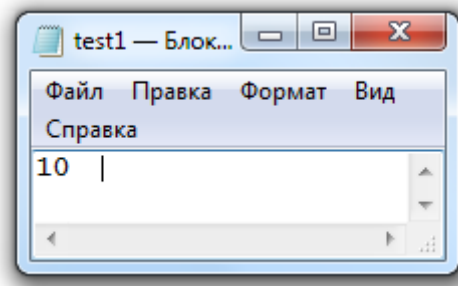 test1 — Блок...
Файл Правка Формат Вид
Справка
10